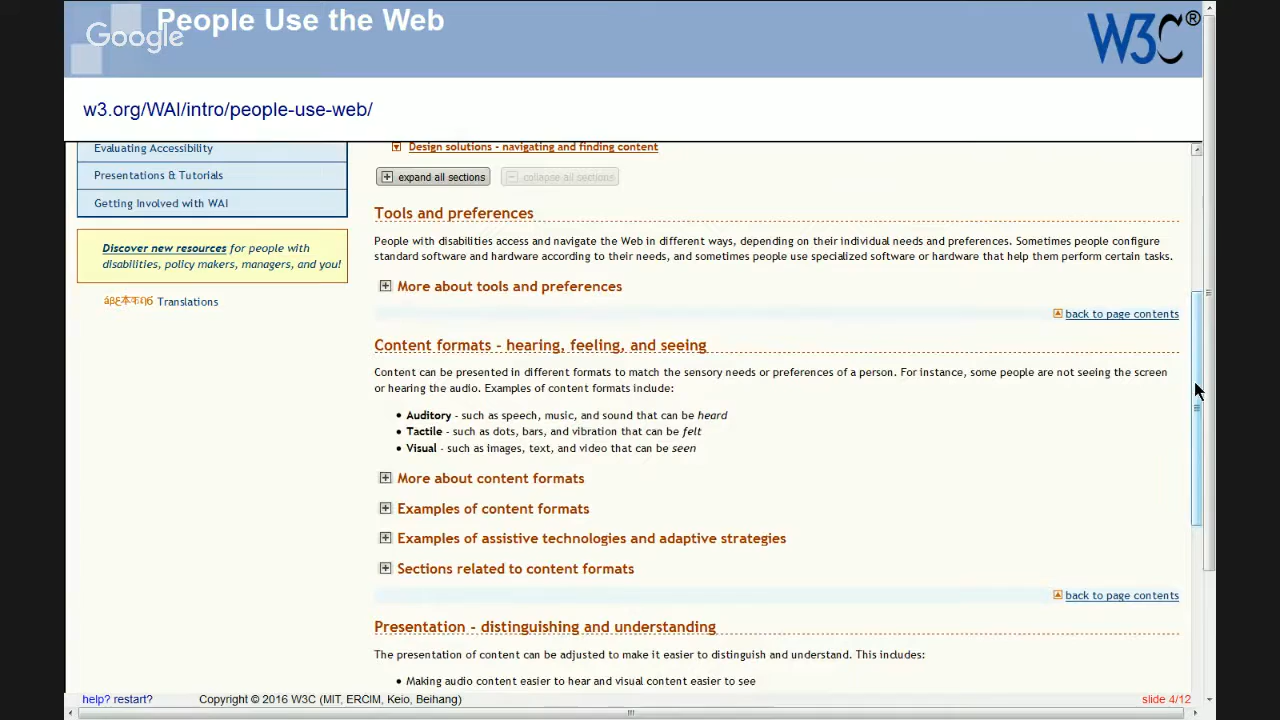 People Use the Web
Google
W3C®
w3.org/WAI/intro/people-use-web/
Evaluating Accessibility
Presentations & Tutorials
Getting Involved with WAI
Discover new resources for people with
disabilities, policy makers, managers, and you!
Translations
Design solutions - navigating and finding content
expand all sections collapse all sections
Tools and preferences
People with disabilities access and navigate the Web in different ways, depending on their individual needs and preferences. Sometimes people configure
standard software and hardware according to their needs, and sometimes people use specialized software or hardware that help them perform certain tasks.
More about tools and preferences
back to page contents
Content formats - hearing, feeling, and seeing
Content can be presented in different formats to match the sensory needs or preferences of a person. For instance, some people are not seeing the screen
or hearing the audio. Examples of content formats include:
• Auditory - such as speech, music, and sound that can be heard
• Tactile - such as dots, bars, and vibration that can be felt
• Visual - such as images, text, and video that can be seen
More about content formats
Examples of content formats
Examples of assistive technologies and adaptive strategies
Sections related to content formats
back to page contents
Presentation - distinguishing and understanding
The presentation of content can be adjusted to make it easier to distinguish and understand. This includes:
• Making audio content easier to hear and visual content easier to see
help? restart? Copyright © 2016 W3C (MIT, ERCIM, Keio, Beihang) slide 4/12